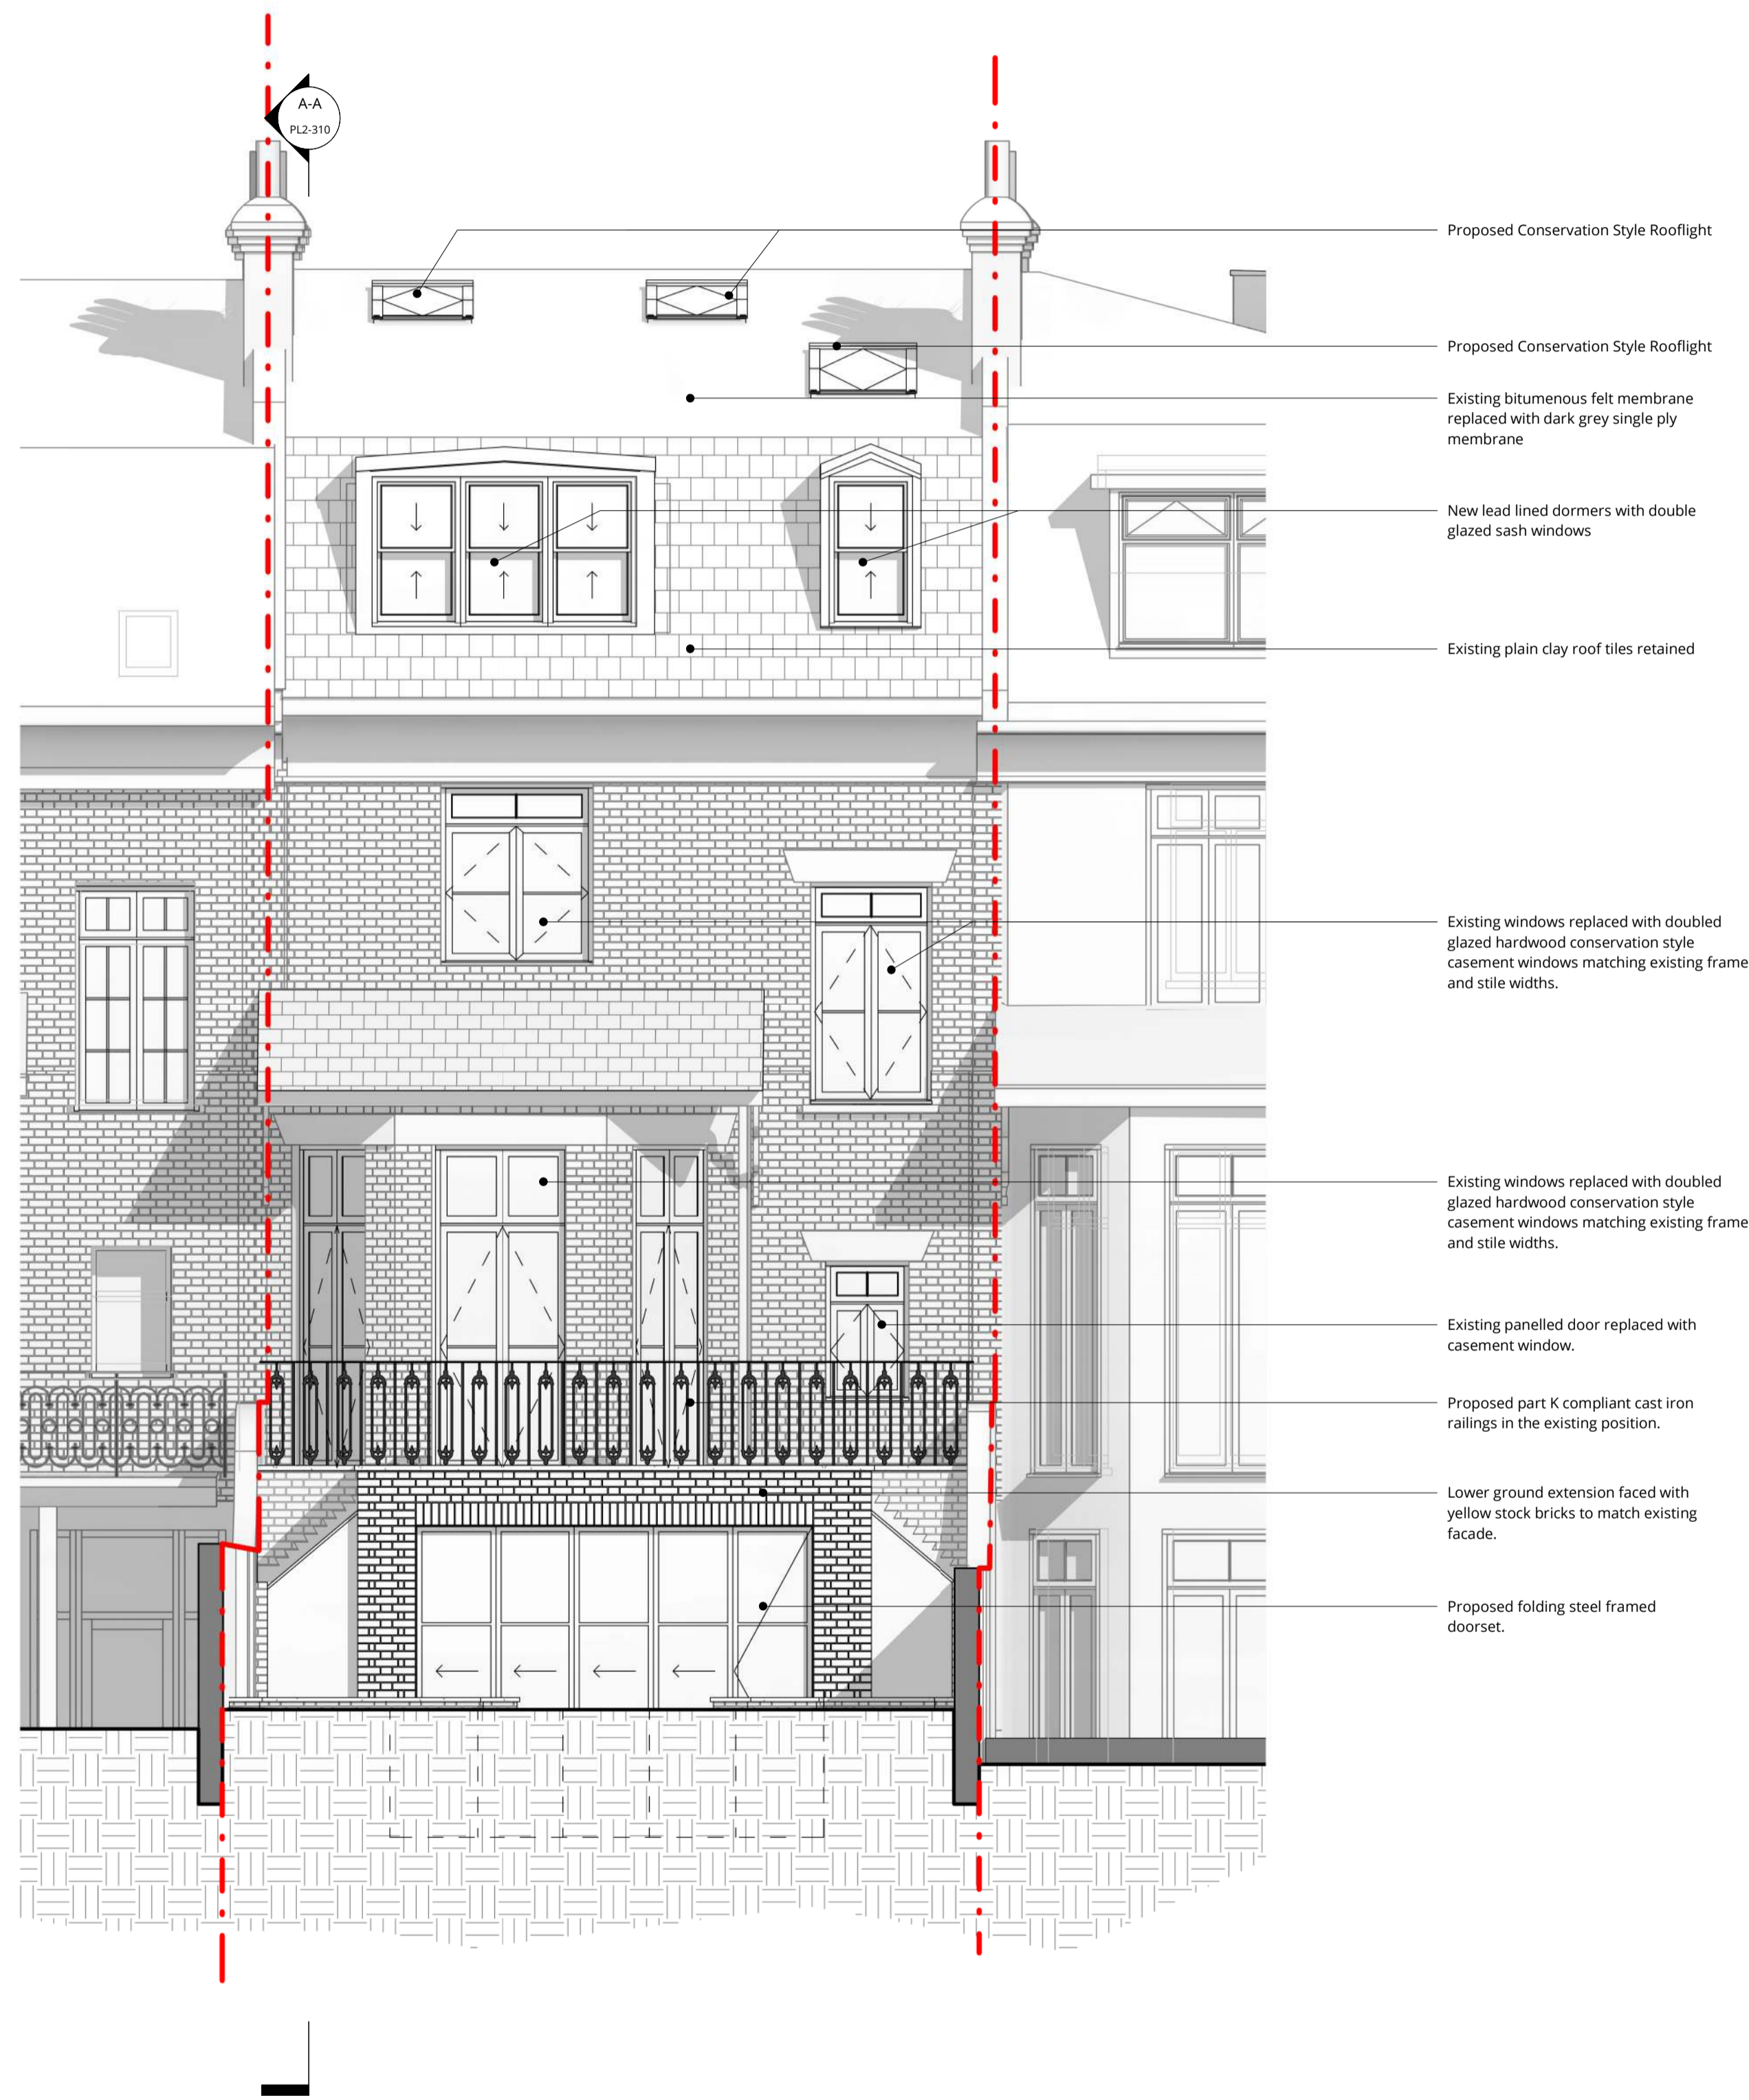 A-A
PL2-310
Proposed Conservation Style Rooflight
Proposed Conservation Style Rooflight
Existing bitumenous felt membrane
replaced with dark grey single ply
membrane
New lead lined dormers with double
glazed sash windows
Existing plain clay roof tiles retained
Existing windows replaced with doubled
glazed hardwood conservation style
casement windows matching existing frame
and stile widths.
Existing windows replaced with doubled
glazed hardwood conservation style
casement windows matching existing frame
and stile widths.
Existing panelled door replaced with
casement window.
Proposed part K compliant cast iron
railings in the existing position.
Lower ground extension faced with
yellow stock bricks to match existing
facade.
Proposed folding steel framed
doorset.